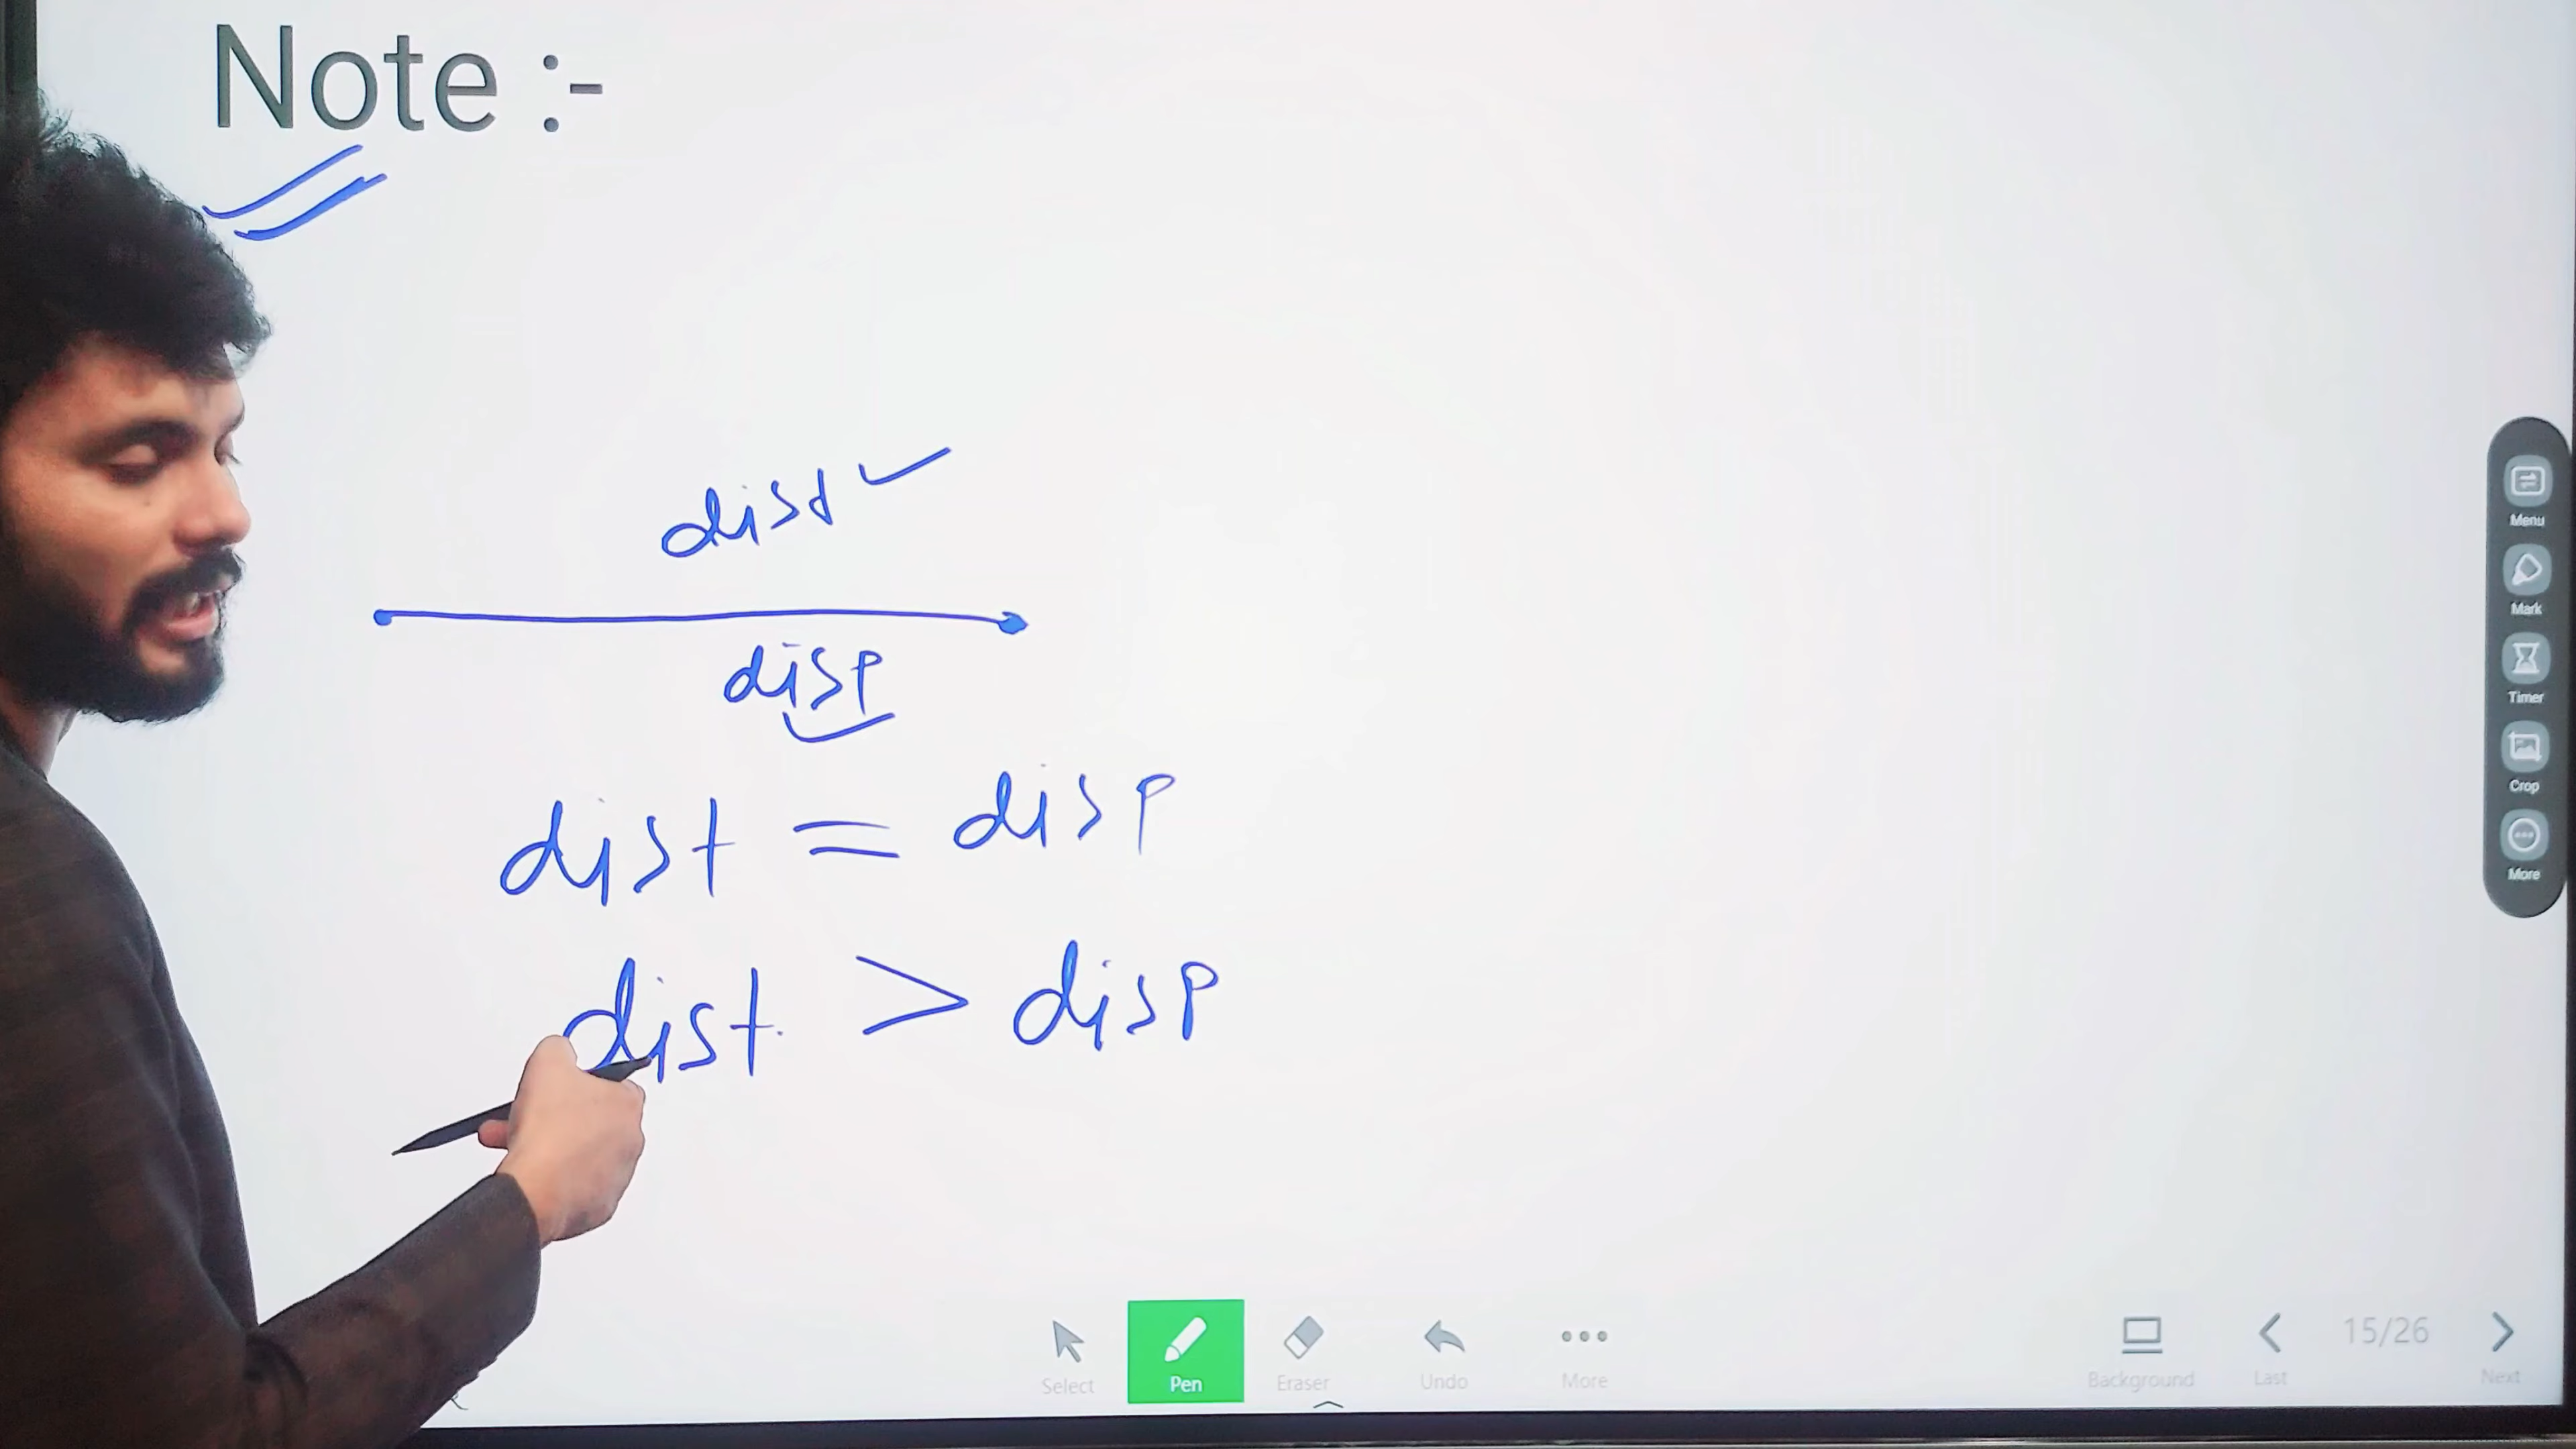 Note :-
dist
disp
dist = disp
dist > disp
Menu
Mark
Timer
Crop
More
Select
Pen
Eraser
Undo
More
Background
Last
15/26
Next